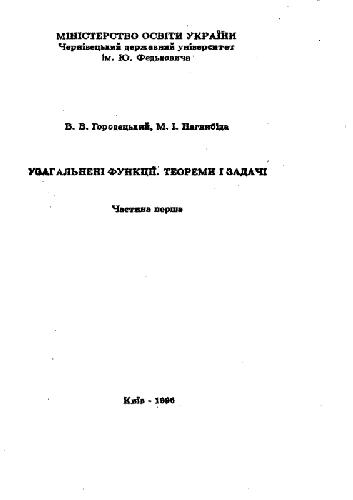 МІНІСТЕРСТВО ОСВІТИ УКРАЇНИ
Чернівецький державний університет
ім. Ю. Федьковича
В. В. Городецький, М. І. Нагнибіда
УЗАГАЛЬНЕНІ ФУНКЦІЇ. ТЕОРЕМИ І ЗАДАЧІ
Частина перша
Київ - 1996